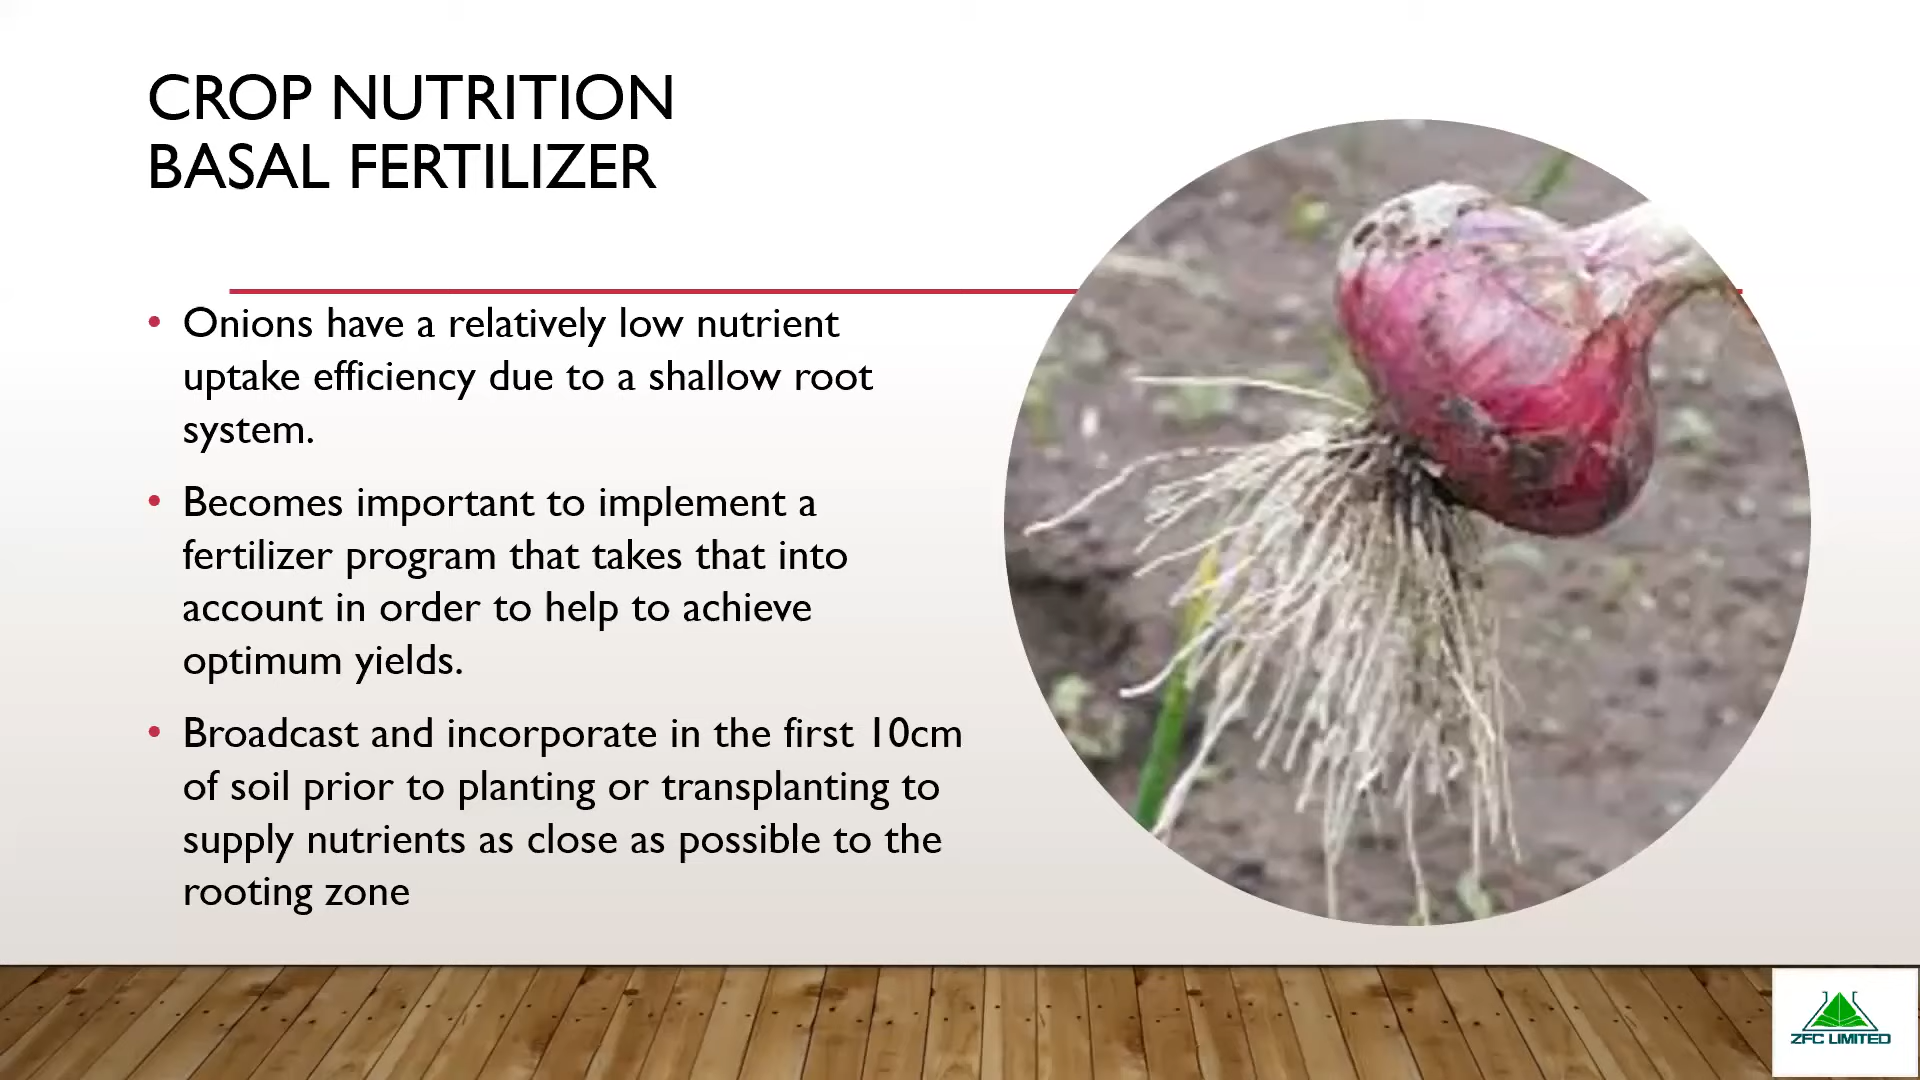 CROP NUTRITION
BASAL FERTILIZER
• Onions have a relatively low nutrient
uptake efficiency due to a shallow root
system.
• Becomes important to implement a
fertilizer program that takes that into
account in order to help to achieve
optimum yields.
• Broadcast and incorporate in the first 10cm
of soil prior to planting or transplanting to
supply nutrients as close as possible to the
rooting zone
ZFC LIMITED